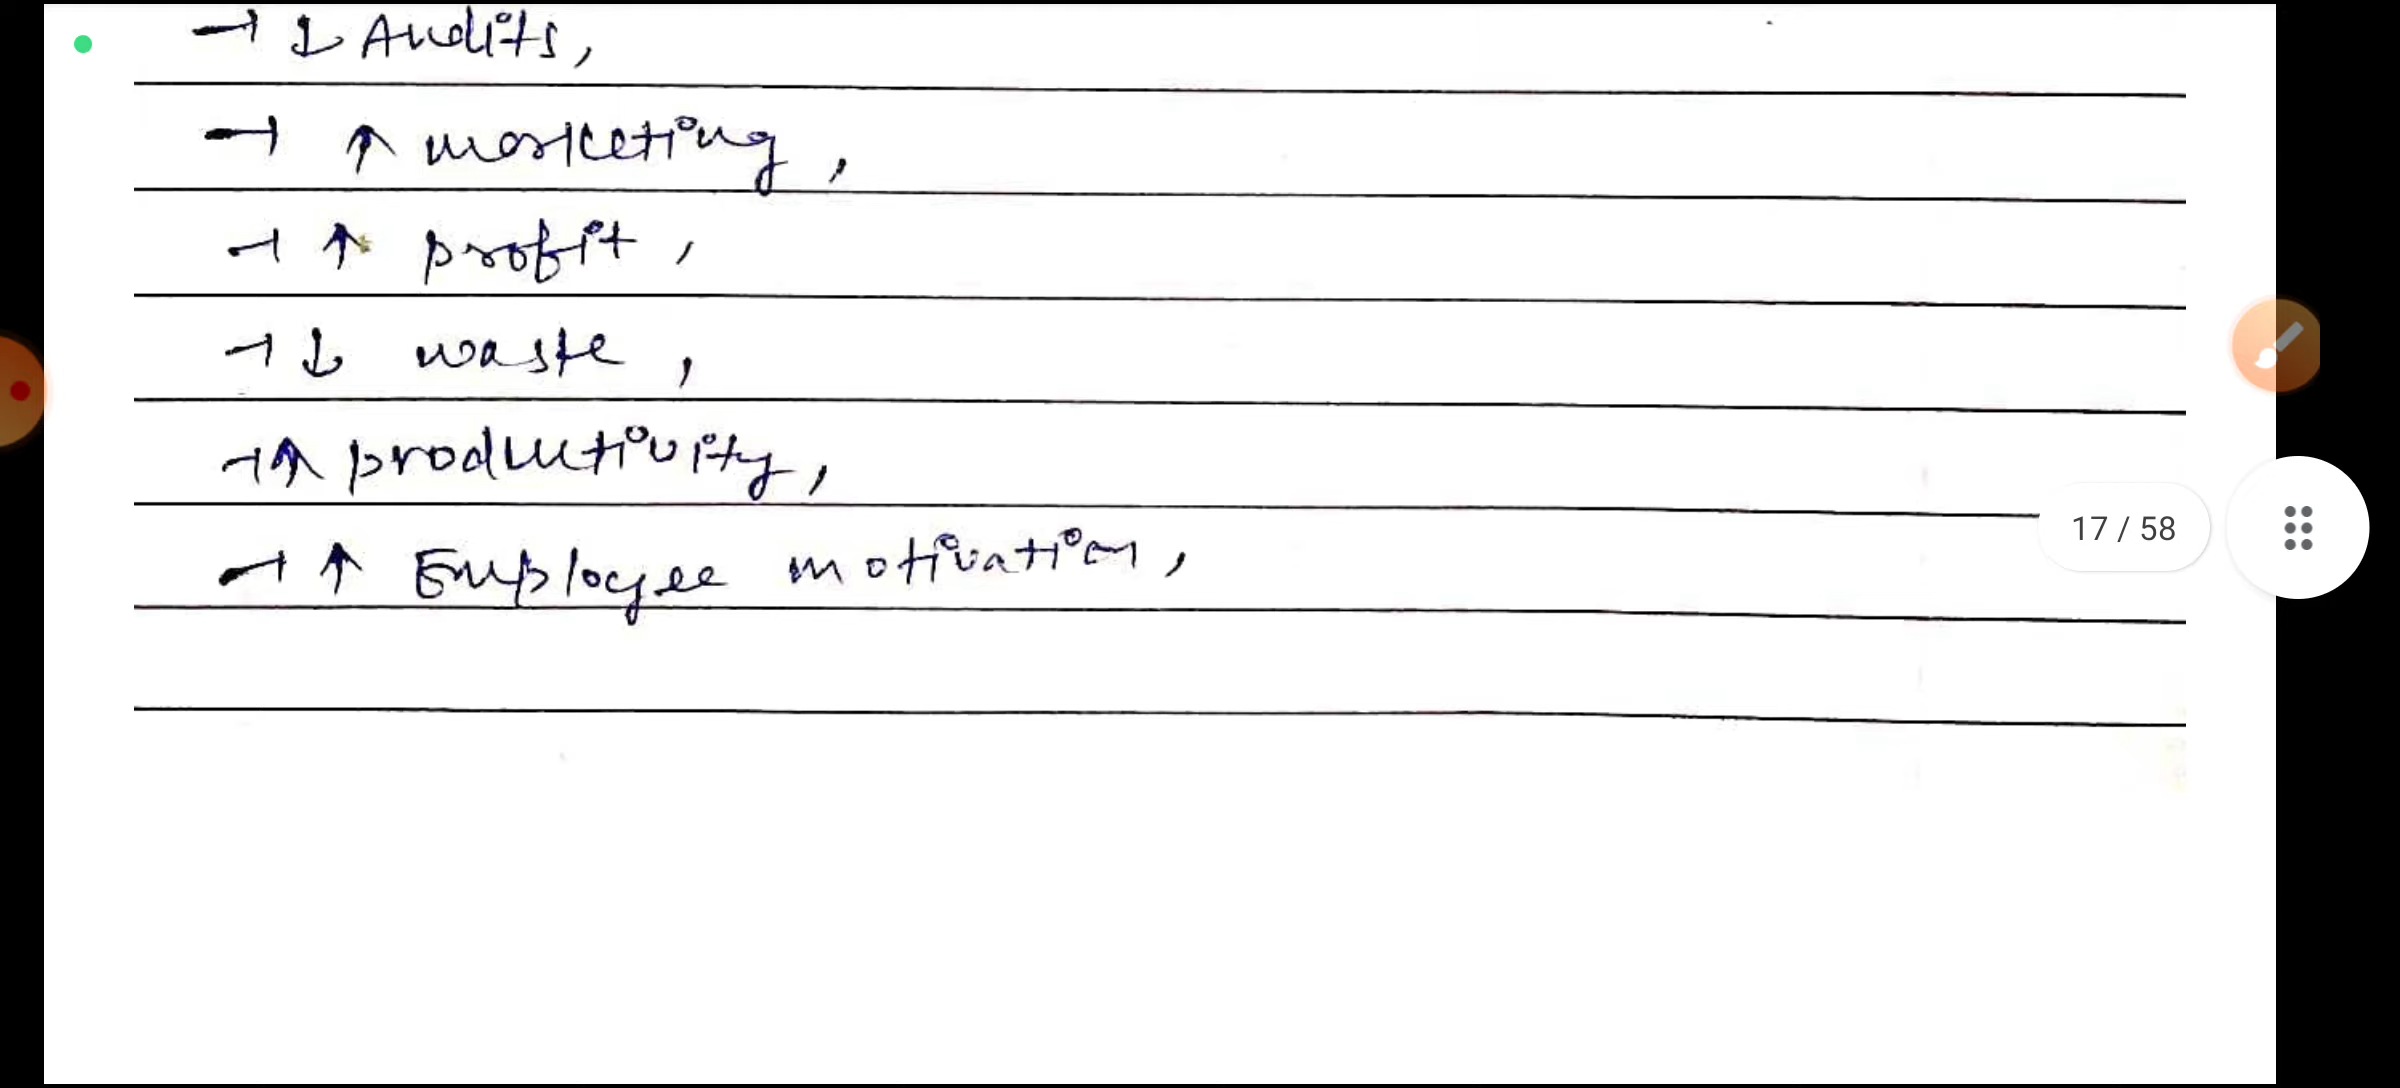 → ↓ Audits,
→ ↑ marketing,
→ ↑ profit,
→ ↓ waste,
→ ↑ productivity,
→ ↑ Employee motivation,
17 / 58